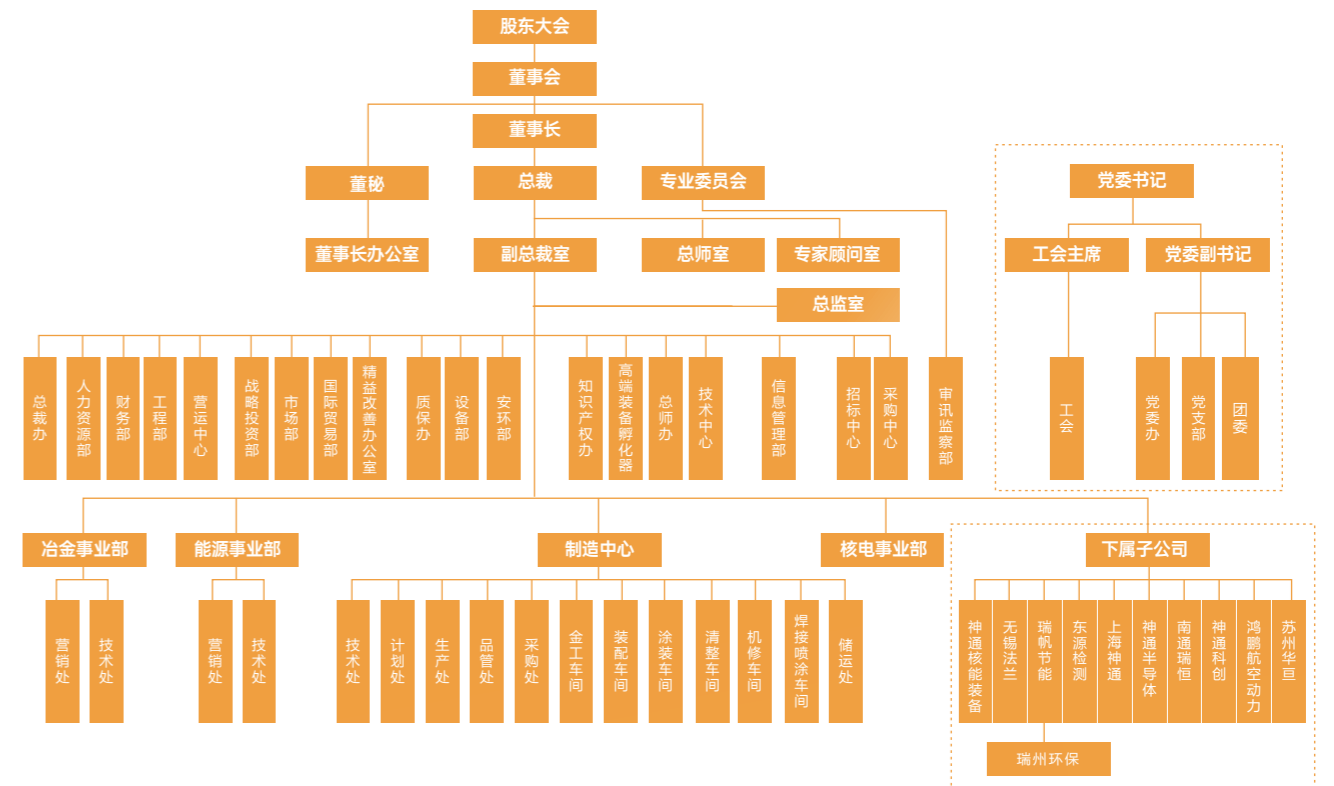 股东大会
董事会
董事长
董秘
总裁
专业委员会
董事长办公室
副总裁室
总师室
专家顾问室
总监室
党委书记
工会主席
党委副书记
总裁办
人力资源部
财务部
工程部
营运中心
战略投资部
市场部
国际贸易部
精益改善办公室
质保办
设备部
安环部
知识产权办
高端装备孵化器
总师办
技术中心
信息管理部
招标中心
采购中心
审讯监察部
工会
党委办
党支部
团委
冶金事业部
能源事业部
制造中心
核电事业部
下属子公司
营销处
技术处
营销处
技术处
技术处
计划处
生产处
品管处
采购处
金工车间
装配车间
涂装车间
清整车间
机修车间
焊接喷涂车间
储运处
神通核能装备
无锡法兰
瑞帆节能
东源检测
上海神通
神通半导体
南通瑞恒
神通科创
鸿鹏航空动力
苏州华亘
瑞州环保